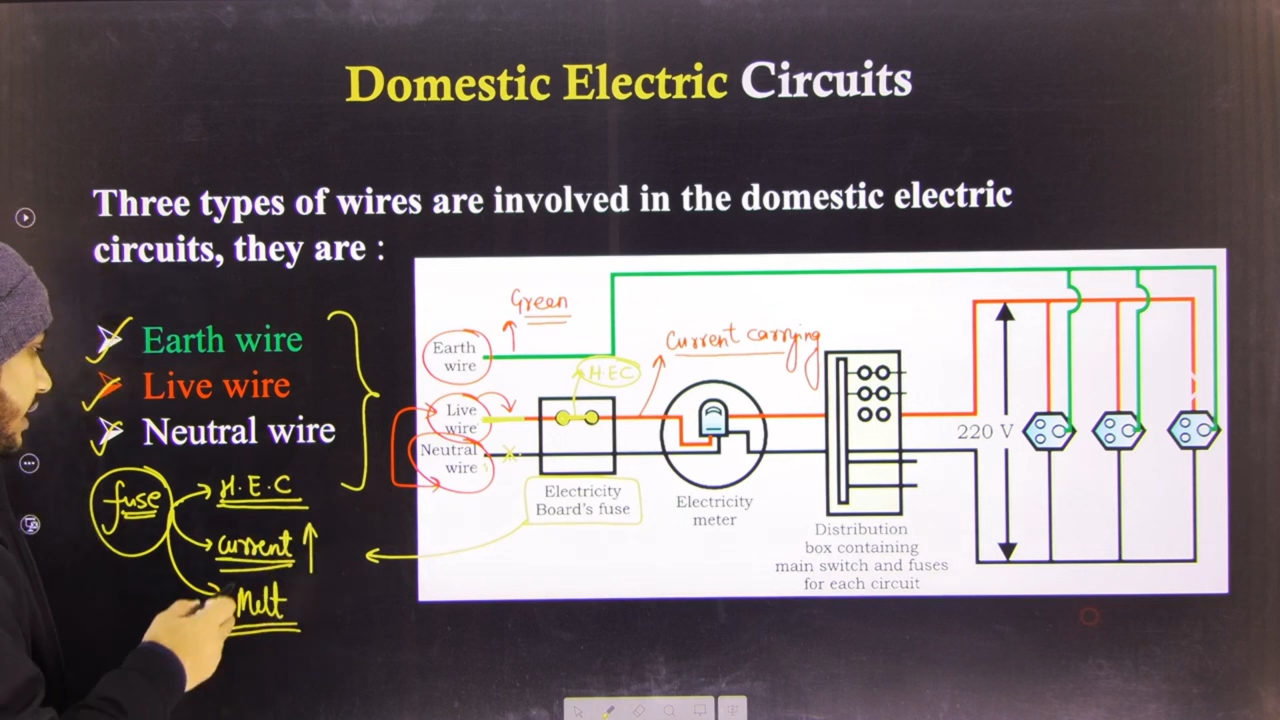 Domestic Electric Circuits
Three types of wires are involved in the domestic electric
circuits, they are :
Earth wire
Live wire
Neutral wire
fuse
H.E.C
current
Melt
Green
Earth
wire
Current carrying
H.E.C
Live
wire
Neutral
wire
Electricity
Board's fuse
Electricity
meter
Distribution
box containing
main switch and fuses
for each circuit
220 V